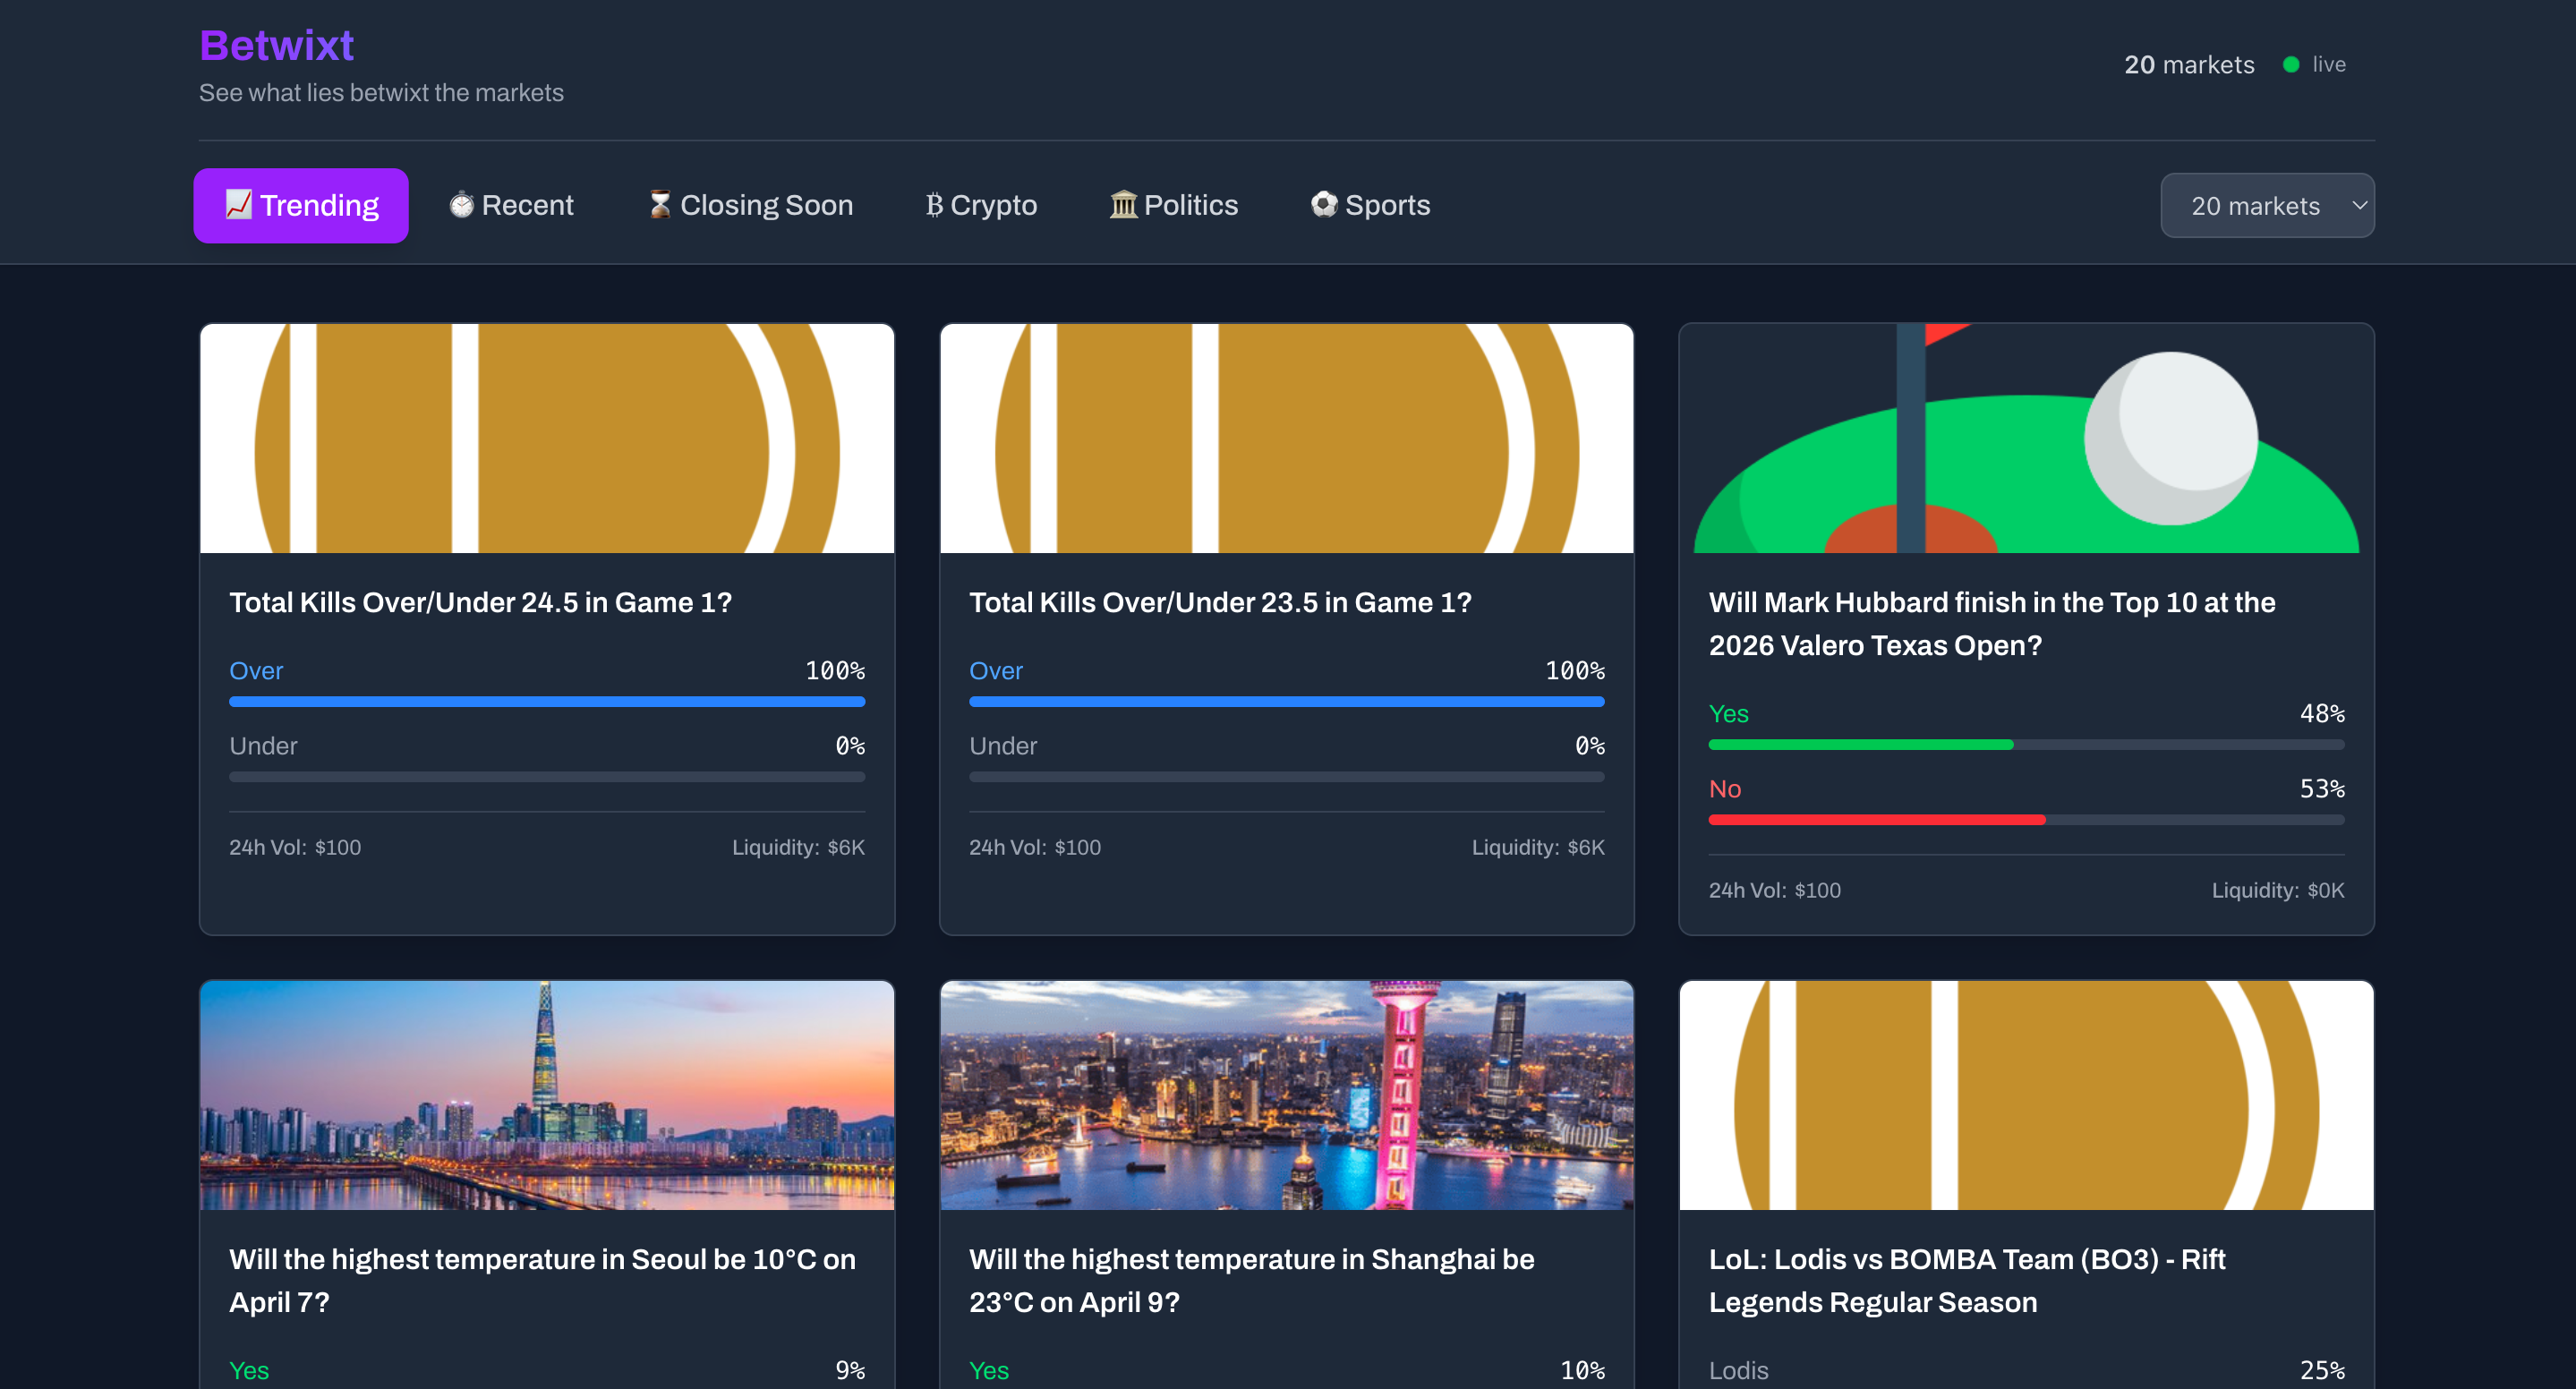 Betwixt
See what lies betwixt the markets
20 markets live
📈 Trending
⏱️ Recent
⏳ Closing Soon
₿ Crypto
🏛️ Politics
⚽ Sports
20 markets
Total Kills Over/Under 24.5 in Game 1?
Over 100%
Under 0%
24h Vol: $100 Liquidity: $6K
Total Kills Over/Under 23.5 in Game 1?
Over 100%
Under 0%
24h Vol: $100 Liquidity: $6K
Will Mark Hubbard finish in the Top 10 at the
2026 Valero Texas Open?
Yes 48%
No 53%
24h Vol: $100 Liquidity: $0K
Will the highest temperature in Seoul be 10°C on
April 7?
Yes 9%
Will the highest temperature in Shanghai be
23°C on April 9?
Yes 10%
LoL: Lodis vs BOMBA Team (BO3) - Rift
Legends Regular Season
Lodis 25%